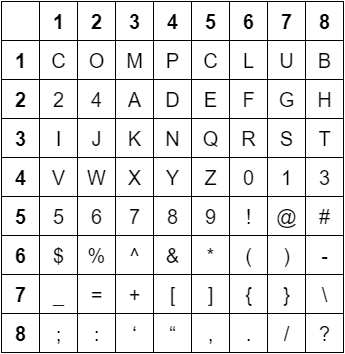 1 2 3 4 5 6 7 8
1 C O M P C L U B
2 2 4 A D E F G H
3 I J K N Q R S T
4 V W X Y Z 0 1 3
5 5 6 7 8 9 ! @ #
6 $ % ^ & * ( ) -
7 _ = + [ ] { } \
8 ; : ‘ “ , . / ?